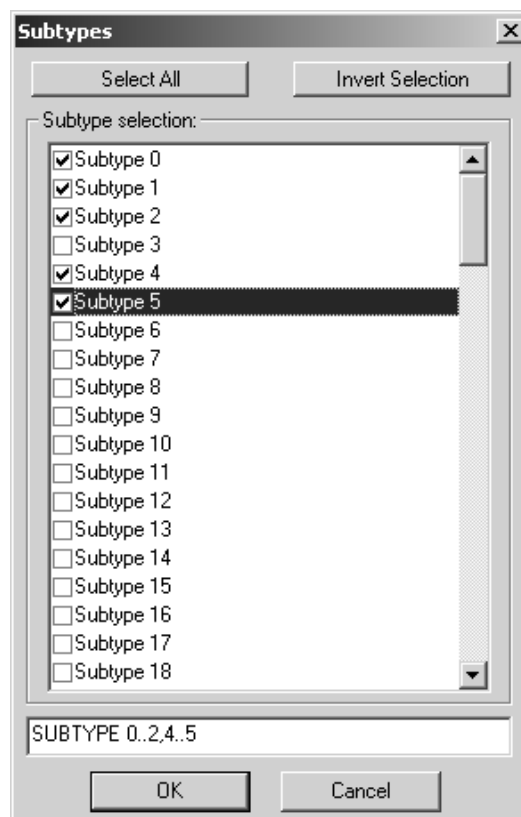 Subtypes
Select All Invert Selection
Subtype selection:
Subtype 0
Subtype 1
Subtype 2
Subtype 3
Subtype 4
Subtype 5
Subtype 6
Subtype 7
Subtype 8
Subtype 9
Subtype 10
Subtype 11
Subtype 12
Subtype 13
Subtype 14
Subtype 15
Subtype 16
Subtype 17
Subtype 18
SUBTYPE 0..2,4..5
OK Cancel